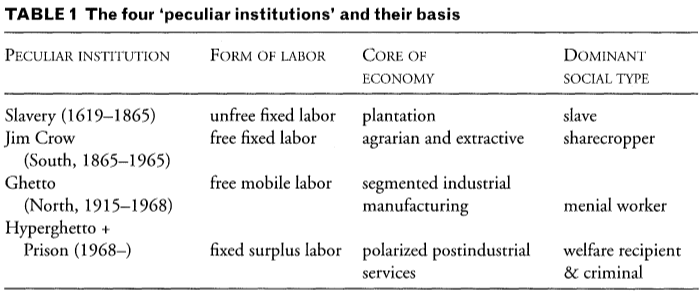 TABLE 1 The four ‘peculiar institutions’ and their basis
PECULIAR INSTITUTION FORM OF LABOR CORE OF DOMINANT
ECONOMY SOCIAL TYPE
Slavery (1619–1865) unfree fixed labor plantation slave
Jim Crow free fixed labor agrarian and extractive sharecropper
(South, 1865–1965)
Ghetto free mobile labor segmented industrial
(North, 1915–1968) manufacturing menial worker
Hyperghetto +
Prison (1968–) fixed surplus labor polarized postindustrial welfare recipient
services & criminal